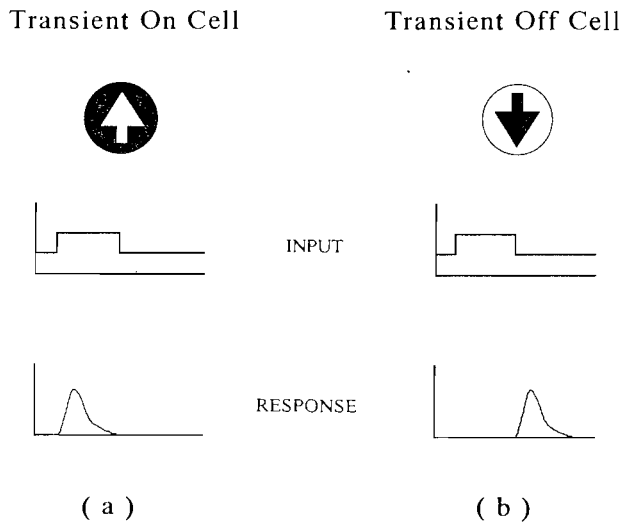 Transient On Cell
Transient Off Cell
INPUT
RESPONSE
( a )
( b )